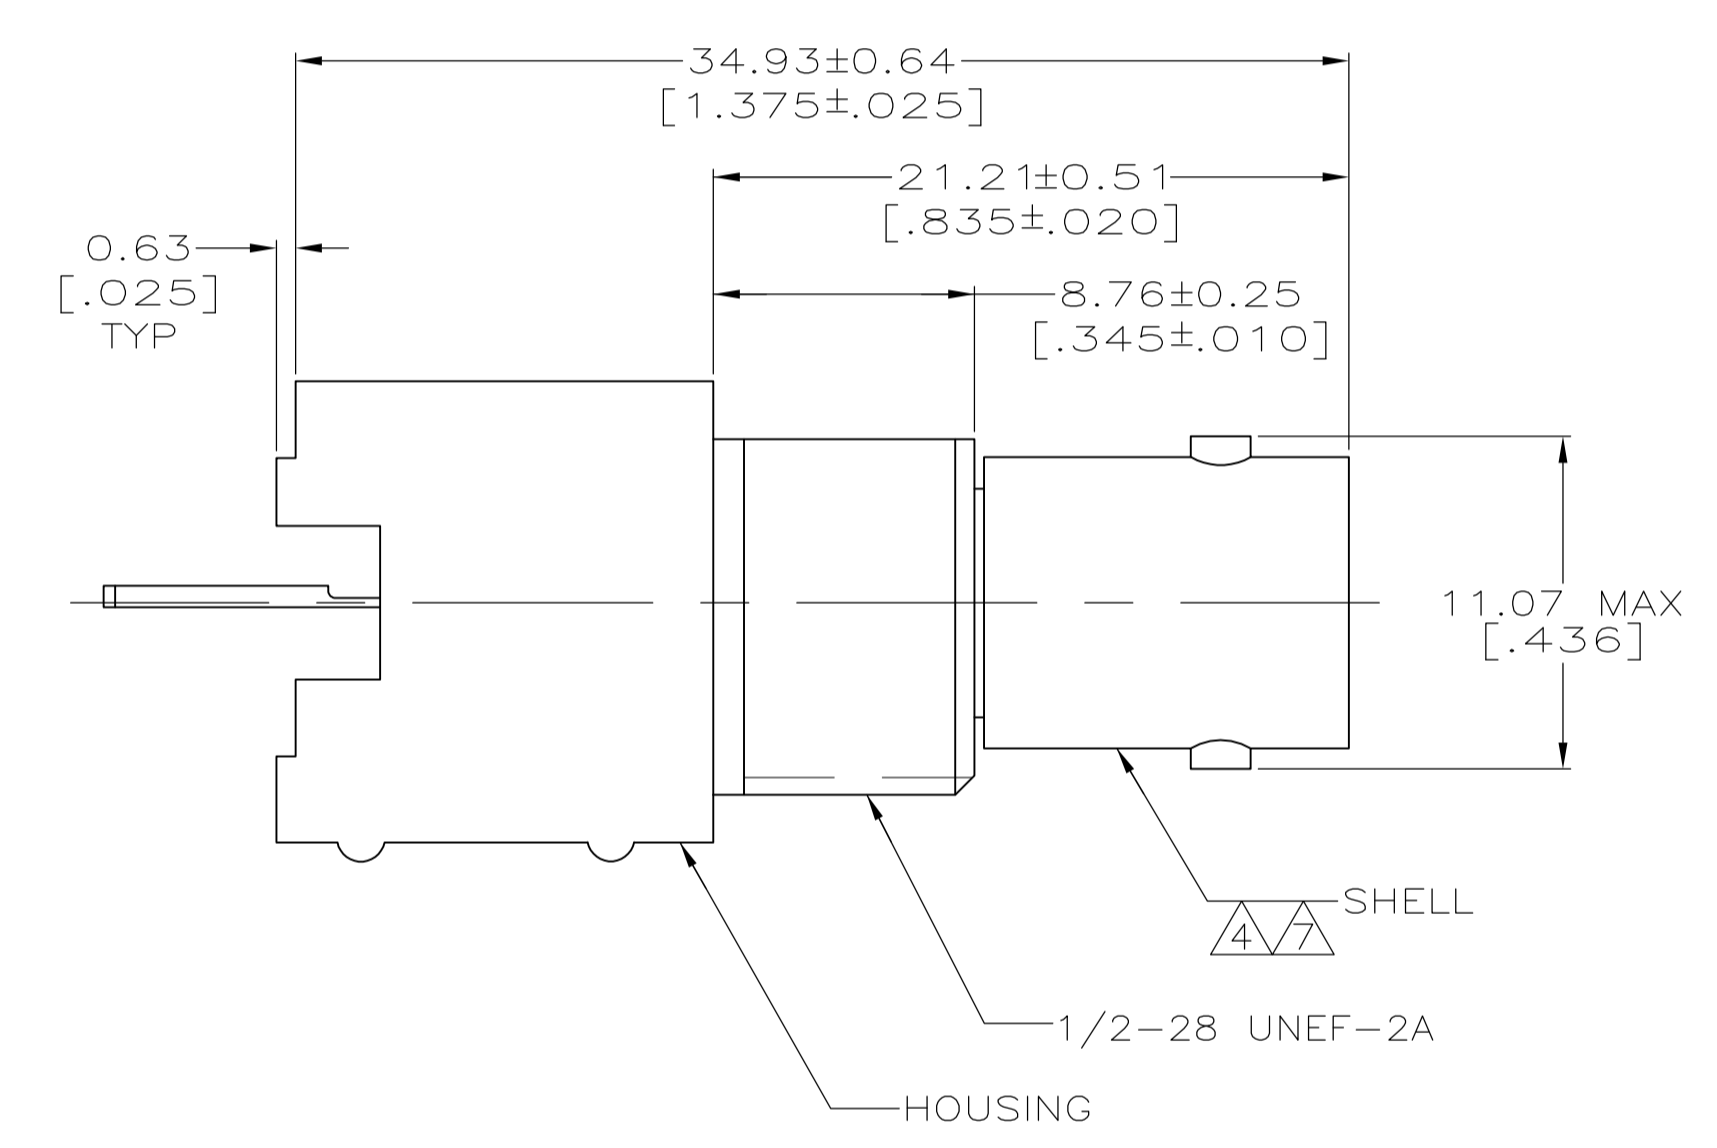 34.93±0.64
[1.375±.025]
21.21±0.51
[.835±.020]
0.63
[.025]
TYP
8.76±0.25
[.345±.010]
11.07 MAX
[.436]
SHELL
4 7
1/2-28 UNEF-2A
HOUSING